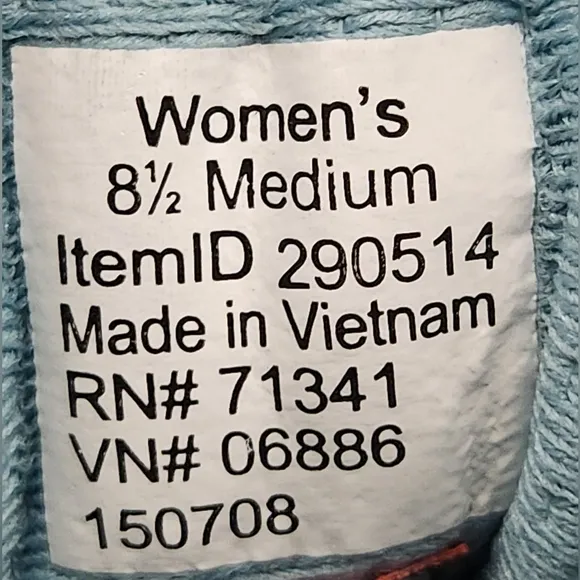 Women's
8½ Medium
ItemID 290514
Made in Vietnam
RN# 71341
VN# 06886
150708